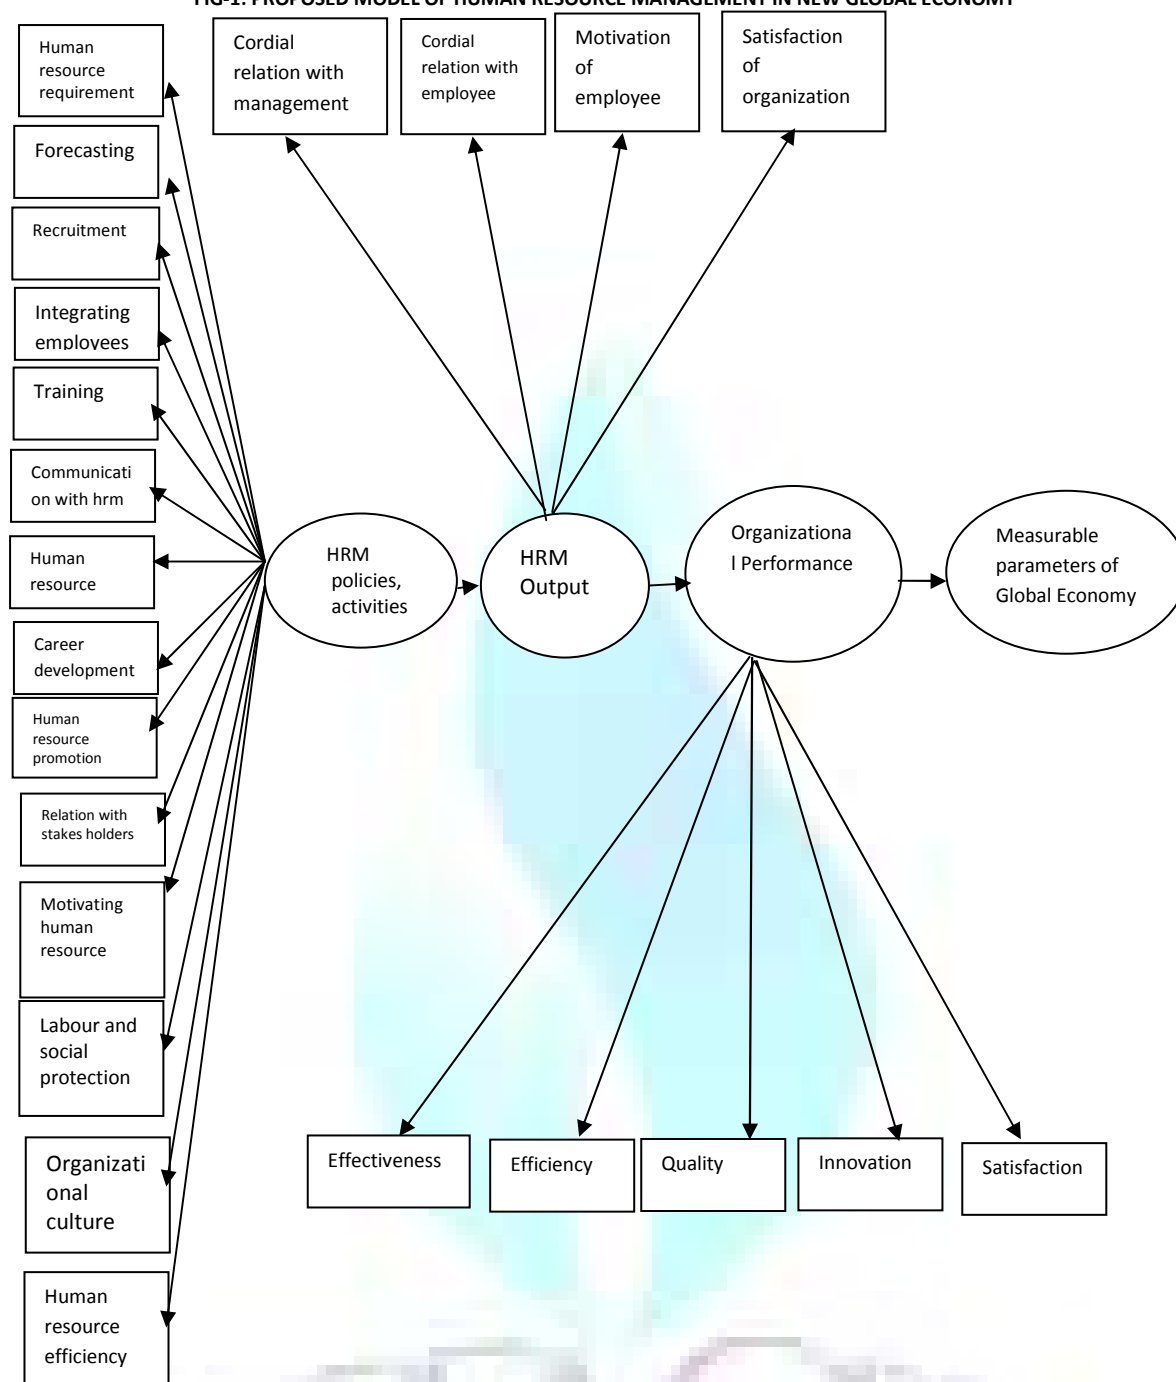 FIG-1: PROPOSED MODEL OF HUMAN RESOURCE MANAGEMENT IN NEW GLOBAL ECONOMY
Human
resource
requirement
Cordial
relation with
management
Cordial
relation with
employee
Motivation
of
employee
Satisfaction
of
organization
Forecasting
Recruitment
Integrating
employees
Training
Communicati
on with hrm
Human
resource
Career
development
Human
resource
promotion
Relation with
stakes holders
Motivating
human
resource
Labour and
social
protection
Organizati
onal
culture
Human
resource
efficiency
HRM
policies,
activities
HRM
Output
Organizationa
l Performance
Measurable
parameters of
Global Economy
Effectiveness
Efficiency
Quality
Innovation
Satisfaction